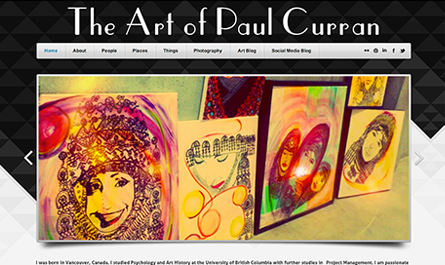 The Art of Paul Curran
Home About People Places Things Photography Art Blog Social Media Blog
I was born in Vancouver, Canada. I studied Psychology and Art History at the University of British Columbia with further studies in Project Management. I am passionate